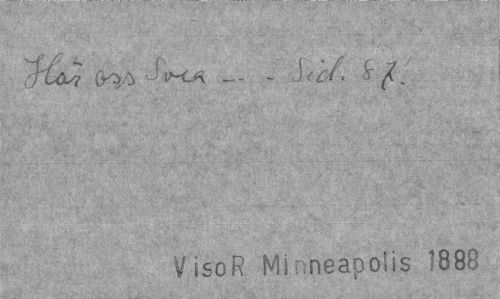 Hör oss Svea -- - Sid. 87.
VisoR Minneapolis 1888